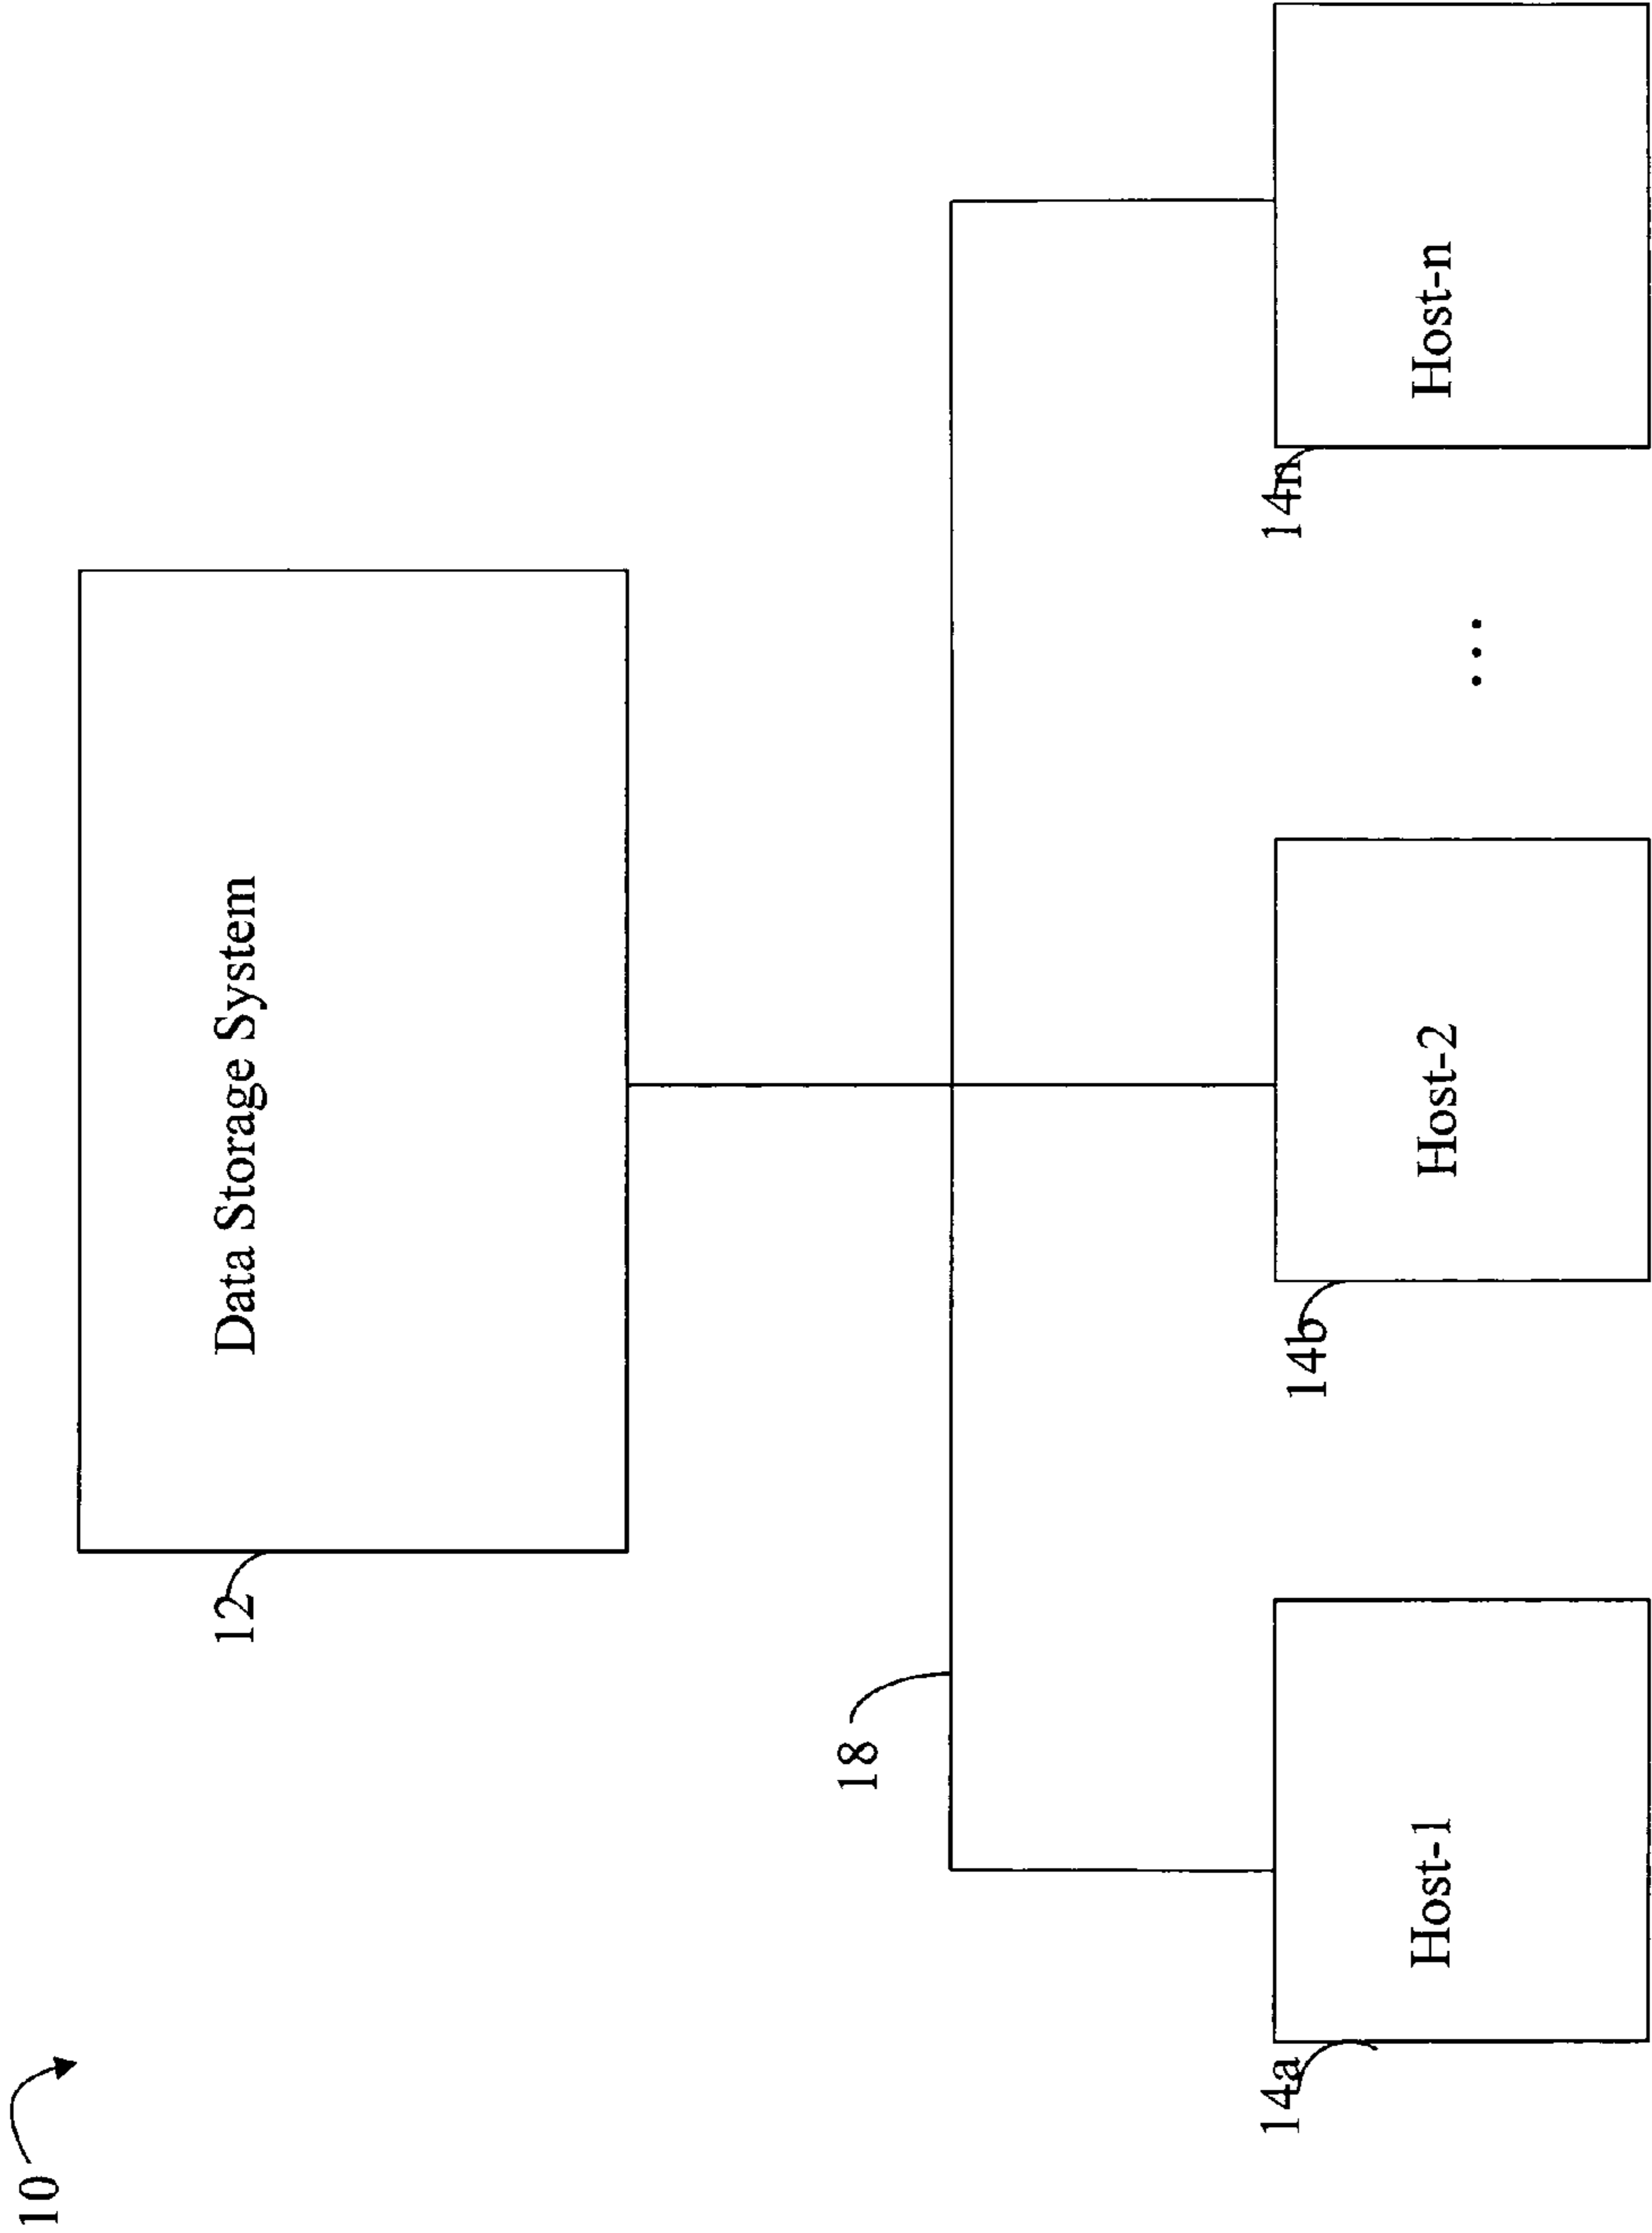 10
12
Data Storage System
18
14a
Host-1
14b
Host-2
...
14n
Host-n